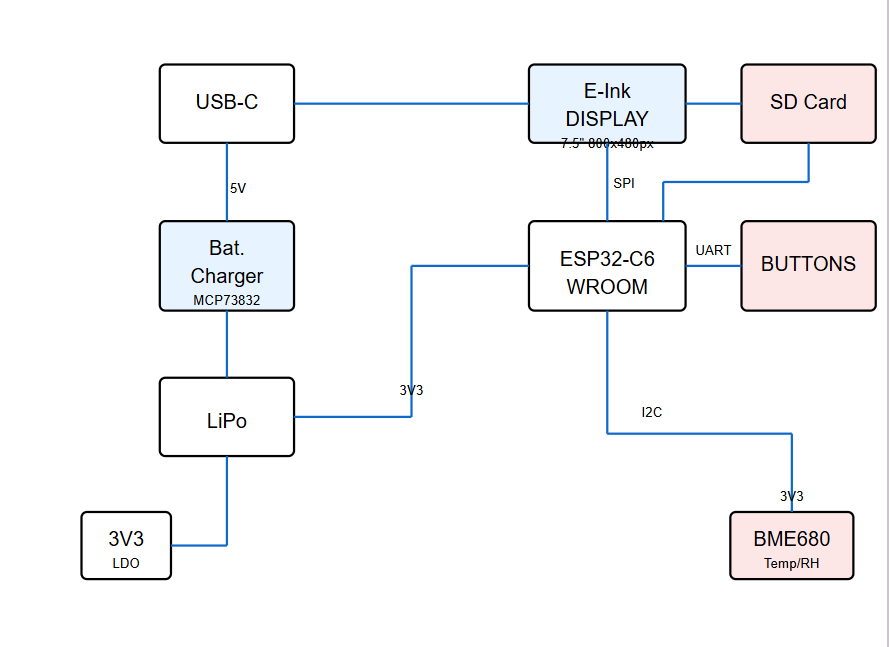 USB-C
E-Ink
DISPLAY
7.5" 800x480px
SD Card
5V
SPI
Bat.
Charger
MCP73832
ESP32-C6
WROOM
UART
BUTTONS
3V3
LiPo
I2C
3V3
3V3
LDO
BME680
Temp/RH